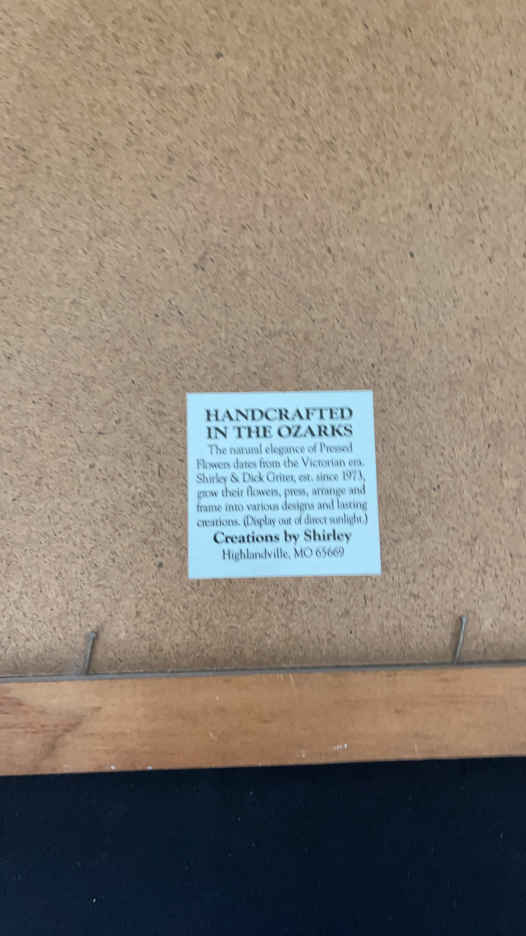 HANDCRAFTED
IN THE OZARKS
The natural elegance of Pressed
Flowers dates from the Victorian era.
Shirley & Dick Griter, est. since 1973,
grow their flowers, press, arrange and
frame into various designs and lasting
creations. (Display out of direct sunlight.)
Creations by Shirley
Highlandville, MO 65669